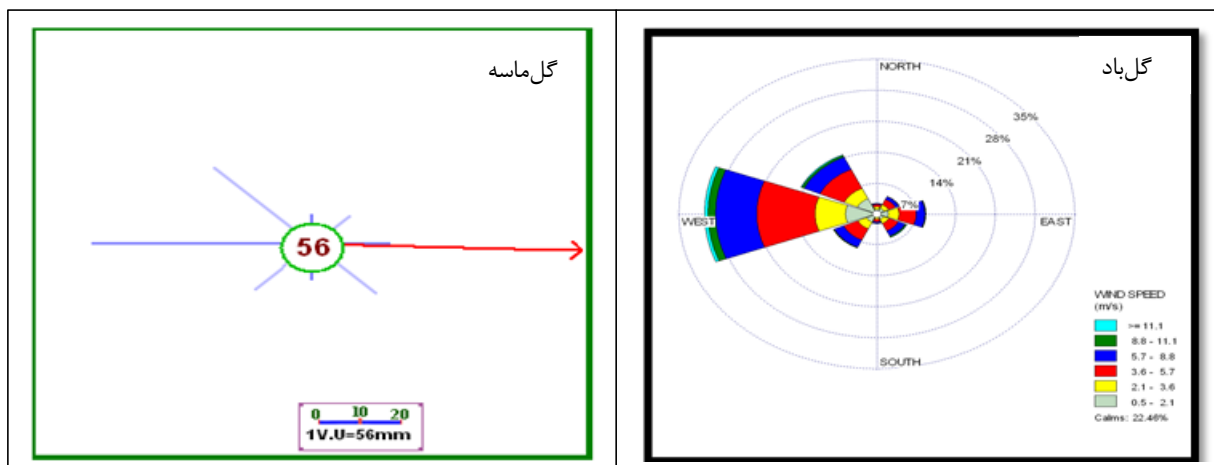 گل‌ماسه
56
0 10 20
1V.U=56mm
گل‌باد
NORTH
35%
28%
21%
14%
7%
WEST
EAST
SOUTH
WIND SPEED
(m/s)
>= 11.1
8.8 - 11.1
5.7 - 8.8
3.6 - 5.7
2.1 - 3.6
0.5 - 2.1
Calms: 22.46%